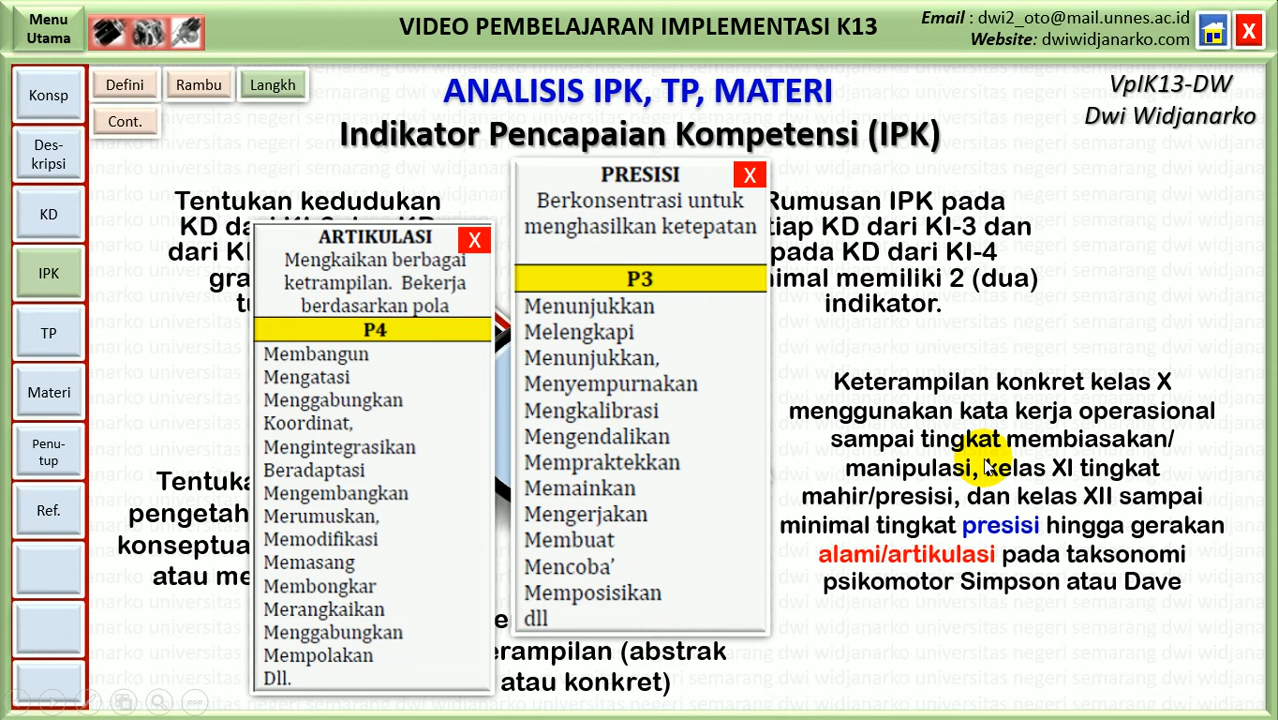 Menu
Utama
VIDEO PEMBELAJARAN IMPLEMENTASI K13
Email : dwi2_oto@mail.unnes.ac.id
Website: dwiwidjanarko.com
X
Konsp
Des-
kripsi
KD
IPK
TP
Materi
Penu-
tup
Ref.
Defini
Rambu
Langkh
Cont.
ANALISIS IPK, TP, MATERI
Indikator Pencapaian Kompetensi (IPK)
VpIK13-DW
Dwi Widjanarko
Tentukan kedudukan
KD
dari
ARTIKULASI
X
Mengkaikan berbagai
ketrampilan. Bekerja
berdasarkan pola
P4
Membangun
Mengatasi
Menggabungkan
Koordinat,
Mengintegrasikan
Beradaptasi
Mengembangkan
Merumuskan,
Memodifikasi
Memasang
Membongkar
Merangkaikan
Menggabungkan
Mempolakan
Dll.
PRESISI
X
Berkonsentrasi untuk
menghasilkan ketepatan
P3
Menunjukkan
Melengkapi
Menunjukkan,
Menyempurnakan
Mengkalibrasi
Mengendalikan
Mempraktekkan
Memainkan
Mengerjakan
Membuat
Mencoba’
Memposisikan
dll
Rumusan IPK pada
tiap KD dari KI-3 dan
pada KD dari KI-4
memiliki 2 (dua)
indikator.
Keterampilan konkret kelas X
menggunakan kata kerja operasional
sampai tingkat membiasakan/
manipulasi, kelas XI tingkat
mahir/presisi, dan kelas XII sampai
minimal tingkat presisi hingga gerakan
alami/artikulasi pada taksonomi
psikomotor Simpson atau Dave
atau
(abstrak
atau konkret)